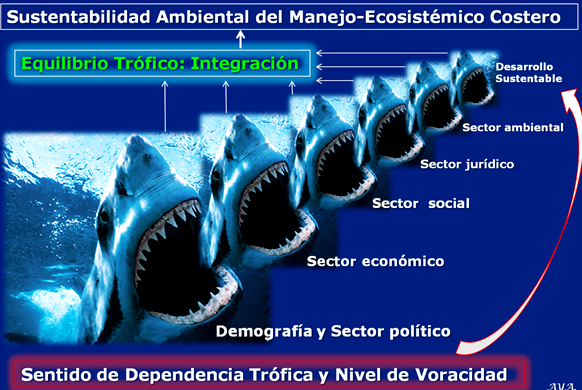 Sustentabilidad Ambiental del Manejo-Ecosistémico Costero
Equilibrio Trófico: Integración
Desarrollo
Sustentable
Sector ambiental
Sector jurídico
Sector social
Sector económico
Demografía y Sector político
Sentido de Dependencia Trófica y Nivel de Voracidad
AYA